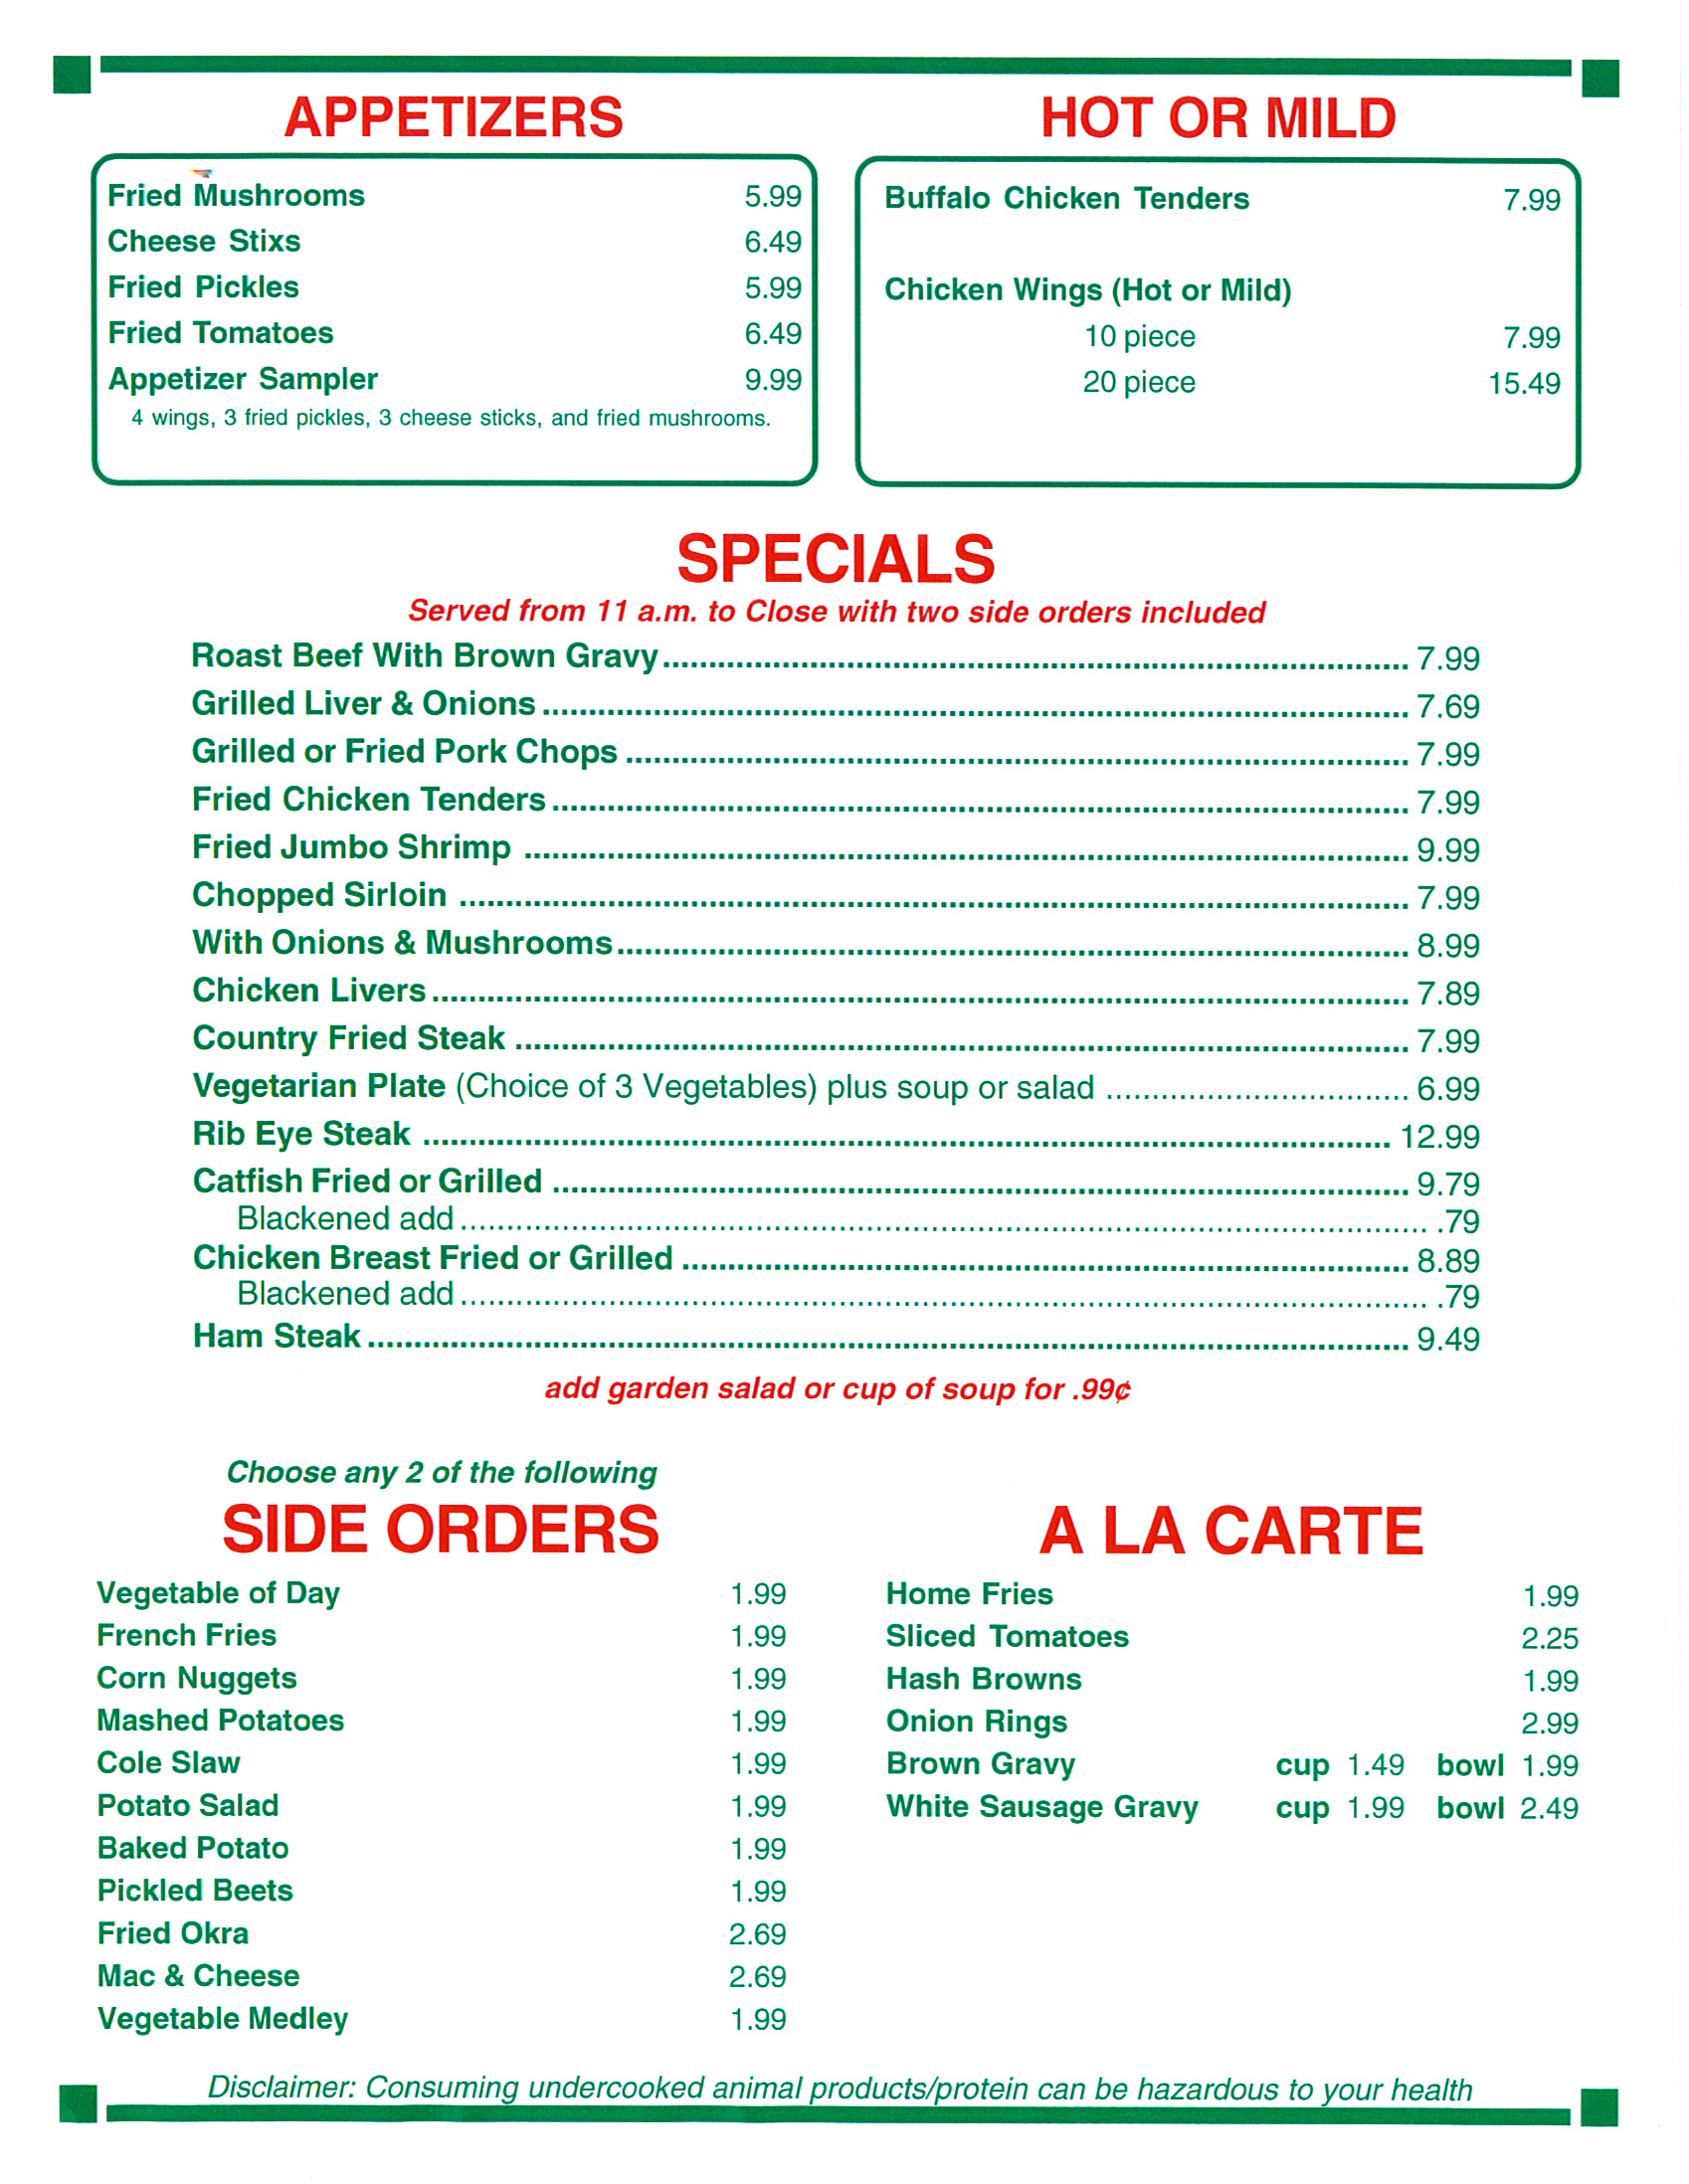 APPETIZERS
Fried Mushrooms 5.99
Cheese Stixs 6.49
Fried Pickles 5.99
Fried Tomatoes 6.49
Appetizer Sampler 9.99
4 wings, 3 fried pickles, 3 cheese sticks, and fried mushrooms.
HOT OR MILD
Buffalo Chicken Tenders 7.99
Chicken Wings (Hot or Mild)
10 piece 7.99
20 piece 15.49
SPECIALS
Served from 11 a.m. to Close with two side orders included
Roast Beef With Brown Gravy 7.99
Grilled Liver & Onions 7.69
Grilled or Fried Pork Chops 7.99
Fried Chicken Tenders 7.99
Fried Jumbo Shrimp 9.99
Chopped Sirloin 7.99
With Onions & Mushrooms 8.99
Chicken Livers 7.89
Country Fried Steak 7.99
Vegetarian Plate (Choice of 3 Vegetables) plus soup or salad 6.99
Rib Eye Steak 12.99
Catfish Fried or Grilled 9.79
Blackened add .79
Chicken Breast Fried or Grilled 8.89
Blackened add .79
Ham Steak 9.49
add garden salad or cup of soup for .99¢
Choose any 2 of the following
SIDE ORDERS
Vegetable of Day 1.99
French Fries 1.99
Corn Nuggets 1.99
Mashed Potatoes 1.99
Cole Slaw 1.99
Potato Salad 1.99
Baked Potato 1.99
Pickled Beets 1.99
Fried Okra 2.69
Mac & Cheese 2.69
Vegetable Medley 1.99
A LA CARTE
Home Fries 1.99
Sliced Tomatoes 2.25
Hash Browns 1.99
Onion Rings 2.99
Brown Gravy cup 1.49 bowl 1.99
White Sausage Gravy cup 1.99 bowl 2.49
Disclaimer: Consuming undercooked animal products/protein can be hazardous to your health